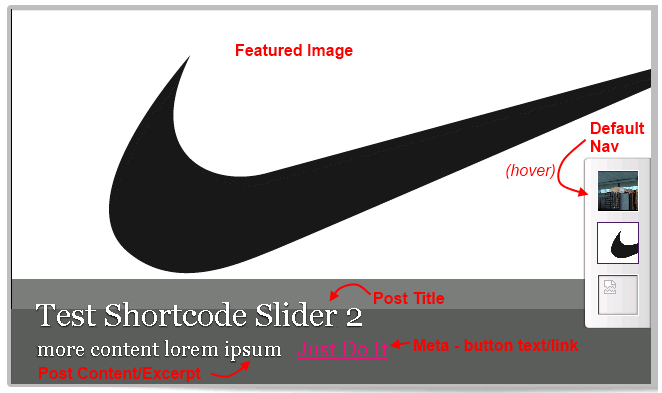 Featured Image
Default
Nav
(hover)
Post Title
Test Shortcode Slider 2
more content lorem ipsum Just Do It
Meta - button text/link
Post Content/Excerpt